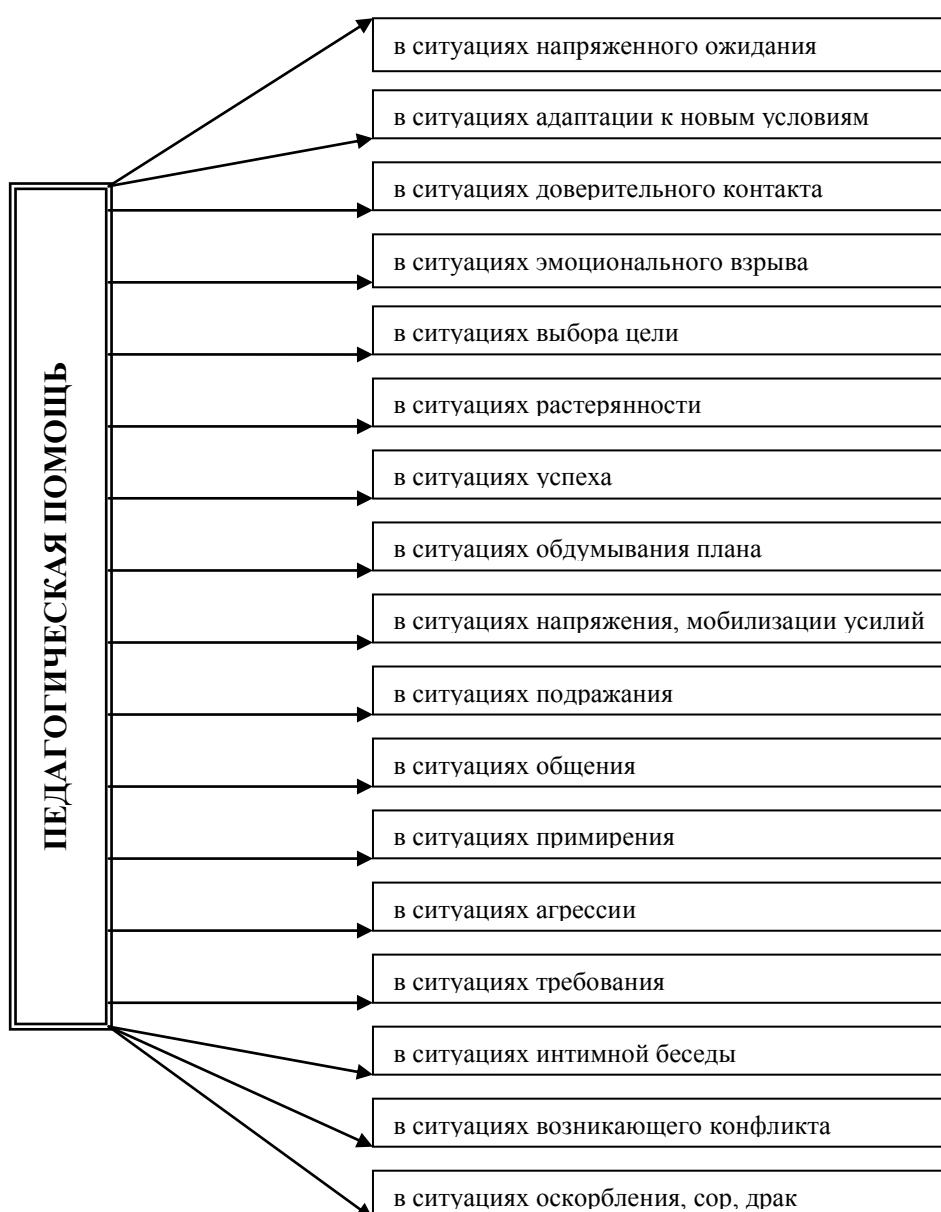 ПЕДАГОГИЧЕСКАЯ ПОМОЩЬ
в ситуациях напряженного ожидания
в ситуациях адаптации к новым условиям
в ситуациях доверительного контакта
в ситуациях эмоционального взрыва
в ситуациях выбора цели
в ситуациях растерянности
в ситуациях успеха
в ситуациях обдумывания плана
в ситуациях напряжения, мобилизации усилий
в ситуациях подражания
в ситуациях общения
в ситуациях примирения
в ситуациях агрессии
в ситуациях требования
в ситуациях интимной беседы
в ситуациях возникающего конфликта
в ситуациях оскорбления, сор, драк